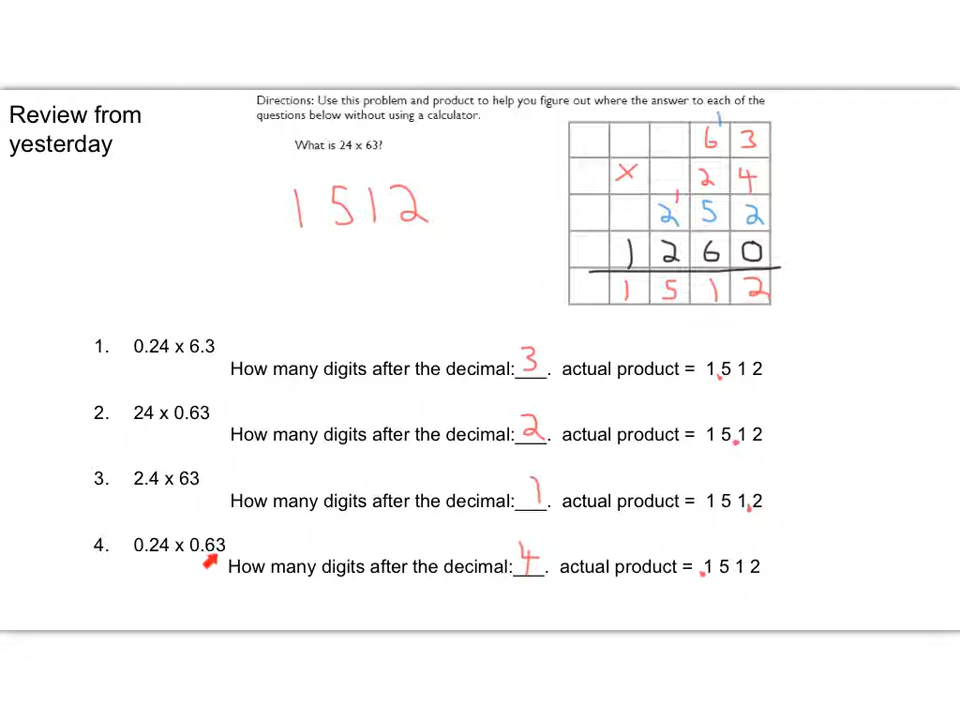 Review from
yesterday
Directions: Use this problem and product to help you figure out where the answer to each of the
questions below without using a calculator.
What is 24 x 63?
1 5 1 2
1
6 3
x 2 4
1
2 5 2
1 2 6 0
1 5 1 2
1. 0.24 x 6.3
How many digits after the decimal: 3 . actual product = 1.5 1 2
2. 24 x 0.63
How many digits after the decimal: 2 . actual product = 1 5.1 2
3. 2.4 x 63
How many digits after the decimal: 1 . actual product = 1 5 1.2
4. 0.24 x 0.63
How many digits after the decimal: 4 . actual product = .1 5 1 2